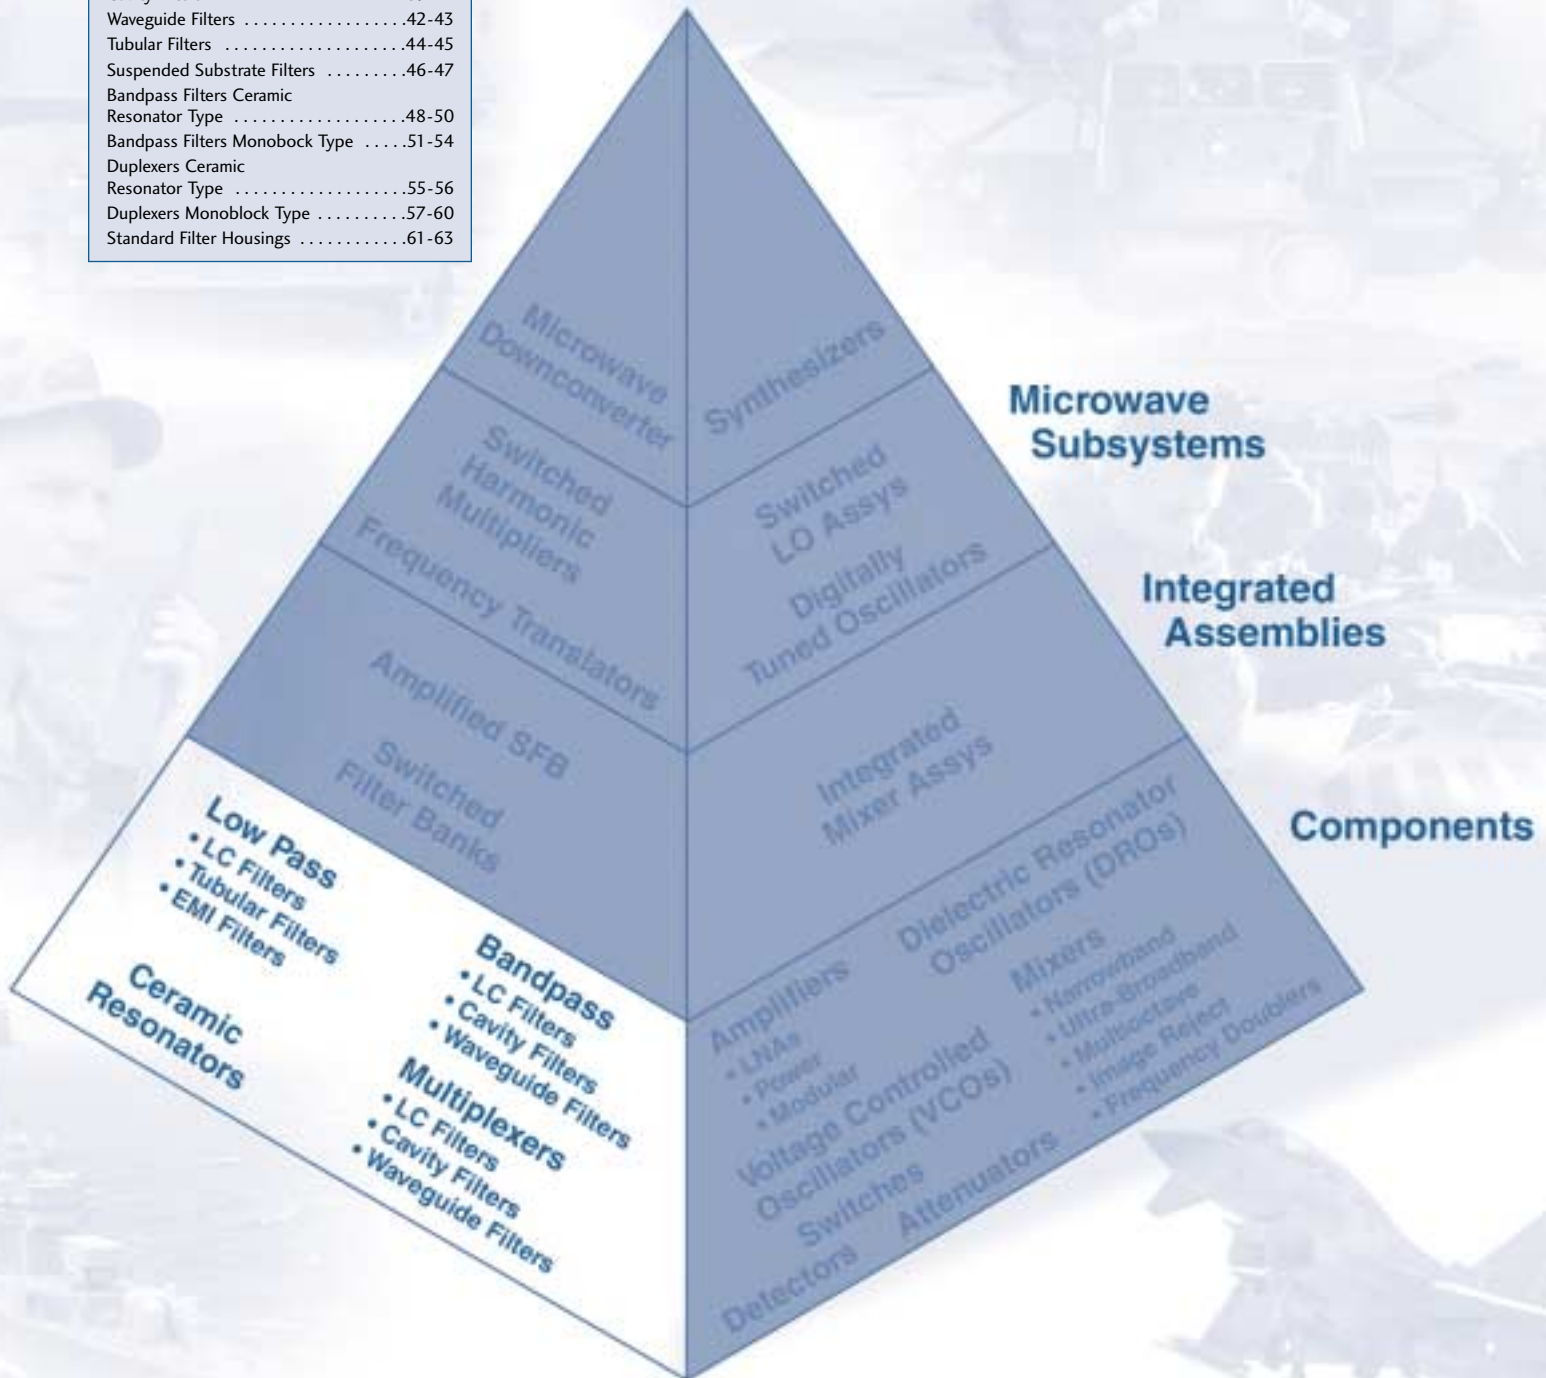 Waveguide Filters ..................42-43
Tubular Filters ....................44-45
Suspended Substrate Filters .........46-47
Bandpass Filters Ceramic
Resonator Type ...................48-50
Bandpass Filters Monobock Type .....51-54
Duplexers Ceramic
Resonator Type ...................55-56
Duplexers Monoblock Type ..........57-60
Standard Filter Housings ............61-63
Microwave
Downconverter
Synthesizers
Microwave
Subsystems
Switched
Harmonic
Multipliers
Frequency Translators
Switched
LO Assys
Digitally
Tuned Oscillators
Integrated
Assemblies
Amplified SFB
Switched
Filter Banks
Integrated
Mixer Assys
Components
Low Pass
• LC Filters
• Tubular Filters
• EMI Filters
Ceramic
Resonators
Bandpass
• LC Filters
• Cavity Filters
• Waveguide Filters
Multiplexers
• LC Filters
• Cavity Filters
• Waveguide Filters
Dielectric Resonator
Oscillators (DROs)
Amplifiers
• LNAs
• Power
• Modular
Mixers
• Narrowband
• Ultra-Broadband
• Multioctave
• Image Reject
• Frequency Doublers
Voltage Controlled
Oscillators (VCOs)
Switches
Attenuators
Detectors